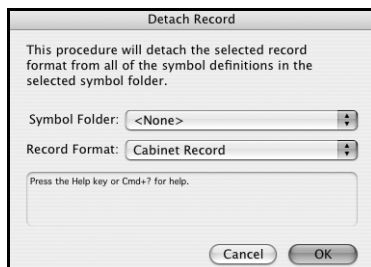 Detach Record
This procedure will detach the selected record
format from all of the symbol definitions in the
selected symbol folder.
Symbol Folder: <None>
Record Format: Cabinet Record
Press the Help key or Cmd+? for help.
Cancel OK